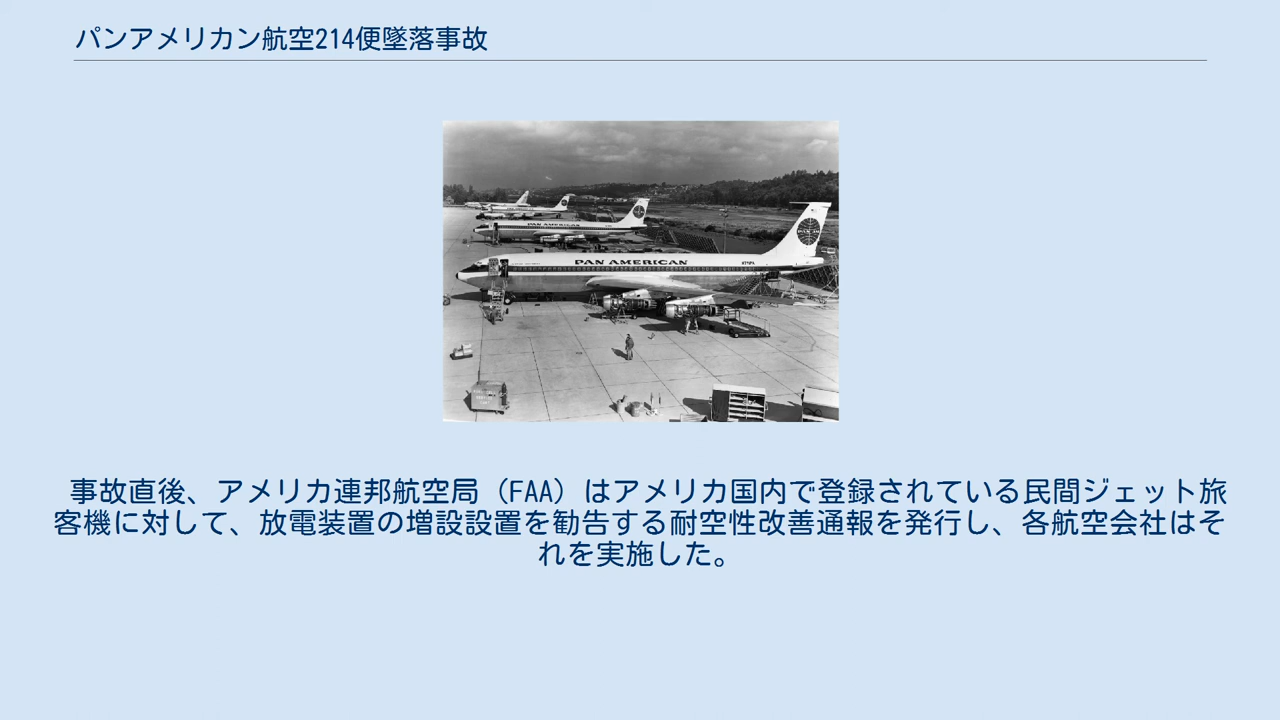 パンアメリカン航空214便墜落事故
PAN AMERICAN
PAN AMERICAN
事故直後、アメリカ連邦航空局（FAA）はアメリカ国内で登録されている民間ジェット旅
客機に対して、放電装置の増設設置を勧告する耐空性改善通報を発行し、各航空会社はそ
れを実施した。